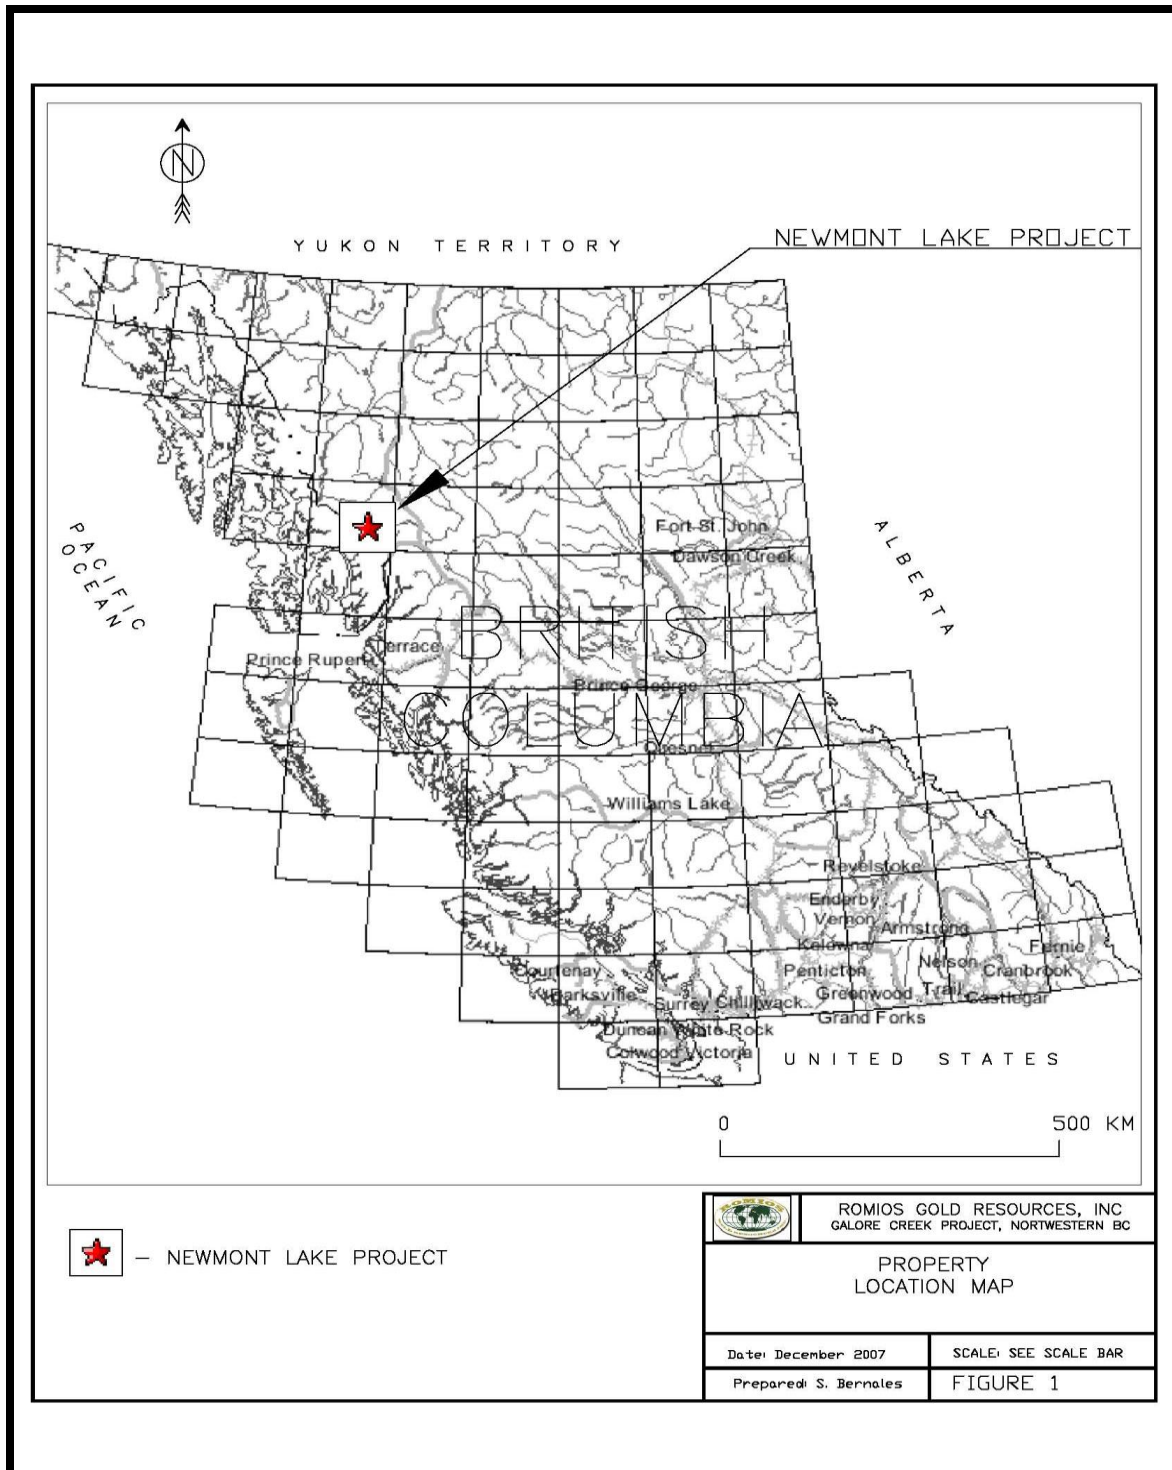 N
YUKON TERRITORY
NEWMONT LAKE PROJECT
PACIFIC
OCEAN
ALBERTA
Fort St. John
Dawson Creek
BRITISH
COLUMBIA
Terrace
Prince Rupert
Prince George
Quesnel
Williams Lake
Revelstoke
Enderby
Vernon
Armstrong
Kelowna
Fernie
Nelson
Courtenay
Penticton
Cranbrook
Parksville
Surrey
Chilliwack
Greenwood
Trail
Castlegar
Grand Forks
Duncan
White Rock
Colwood
Victoria
UNITED STATES
0 500 KM
ROMIOS
ROMIOS GOLD RESOURCES, INC
GALORE CREEK PROJECT, NORTWESTERN BC
– NEWMONT LAKE PROJECT
PROPERTY
LOCATION MAP
Date: December 2007
SCALE: SEE SCALE BAR
Prepared: S. Bernales
FIGURE 1